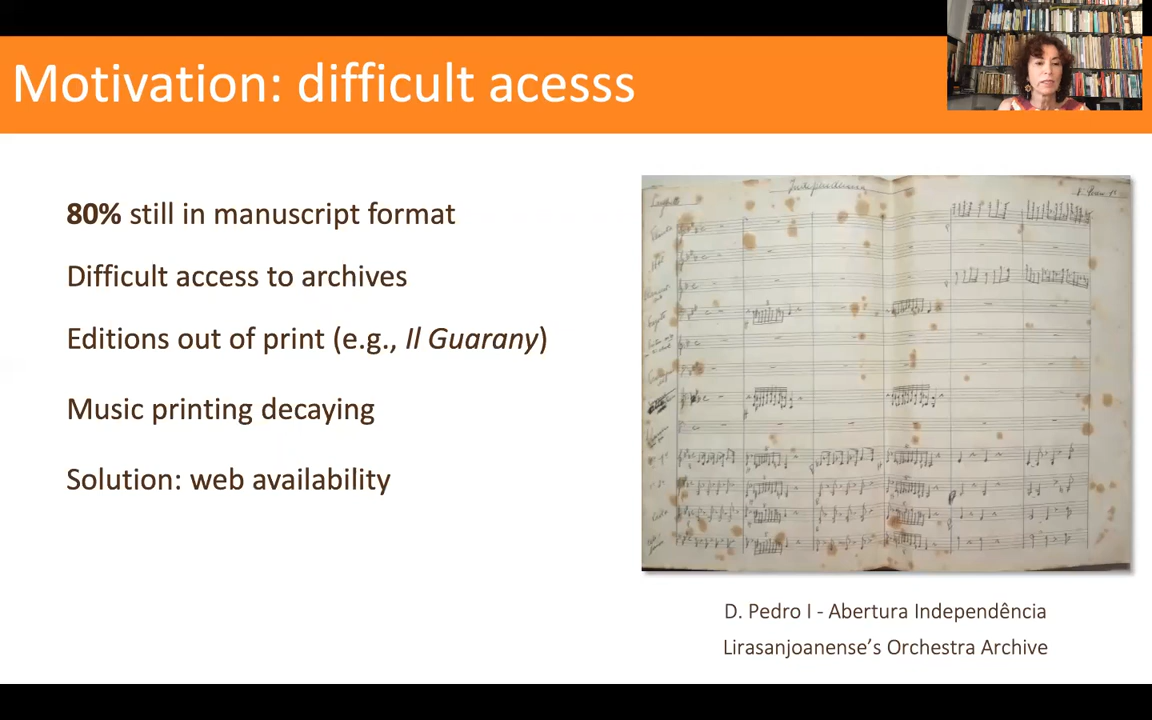 Motivation: difficult acesss
80% still in manuscript format
Difficult access to archives
Editions out of print (e.g., Il Guarany)
Music printing decaying
Solution: web availability
D. Pedro I - Abertura Independência
Lirasanjoanense's Orchestra Archive